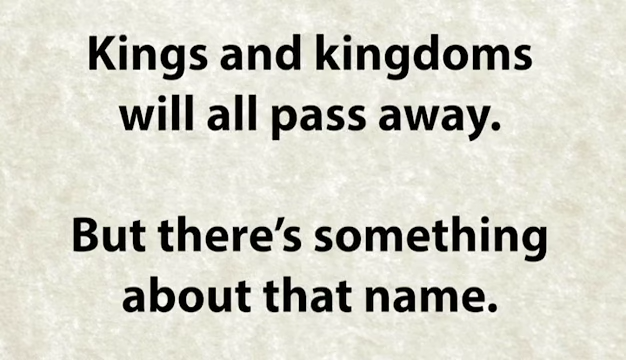 Kings and kingdoms
will all pass away.
But there’s something
about that name.